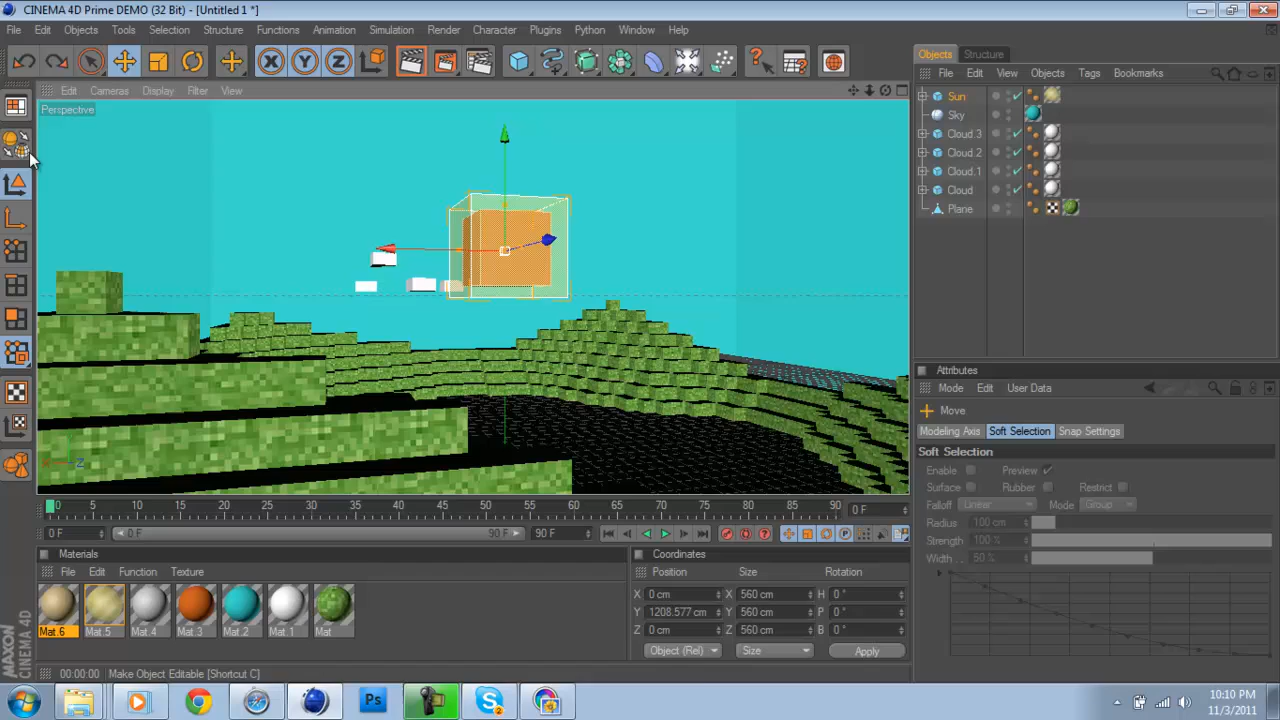 CINEMA 4D Prime DEMO (32 Bit) - [Untitled 1 *]
File Edit Objects Tools Selection Structure Functions Animation Simulation Render Character Plugins Python Window Help
X Y Z
Edit Cameras Display Filter View
Perspective
Z
Objects Structure
File Edit View Objects Tags Bookmarks
Sun
Sky
Cloud.3
Cloud.2
Cloud.1
Cloud
Plane
Attributes
Mode Edit User Data
Move
Modeling Axis Soft Selection Snap Settings
Soft Selection
Enable Preview
Surface Rubber Restrict
Falloff Linear Mode: Group
Radius 100 cm
Strength 100 %
Width . . 50 %
0 5 10 15 20 25 30 35 40 45 50 55 60 65 70 75 80 85 90 0 F
0 F 0 F 90 F 90 F
Materials
File Edit Function Texture
Mat.6 Mat.5 Mat.4 Mat.3 Mat.2 Mat.1 Mat
Coordinates
Position Size Rotation
X 0 cm X 560 cm H 0 °
Y 1208.577 cm Y 560 cm P 0 °
Z 0 cm Z 560 cm B 0 °
Object (Rel) Size Apply
MAXON
CINEMA 4D
00:00:00 Make Object Editable [Shortcut C]
Ps
10:10 PM
11/3/2011